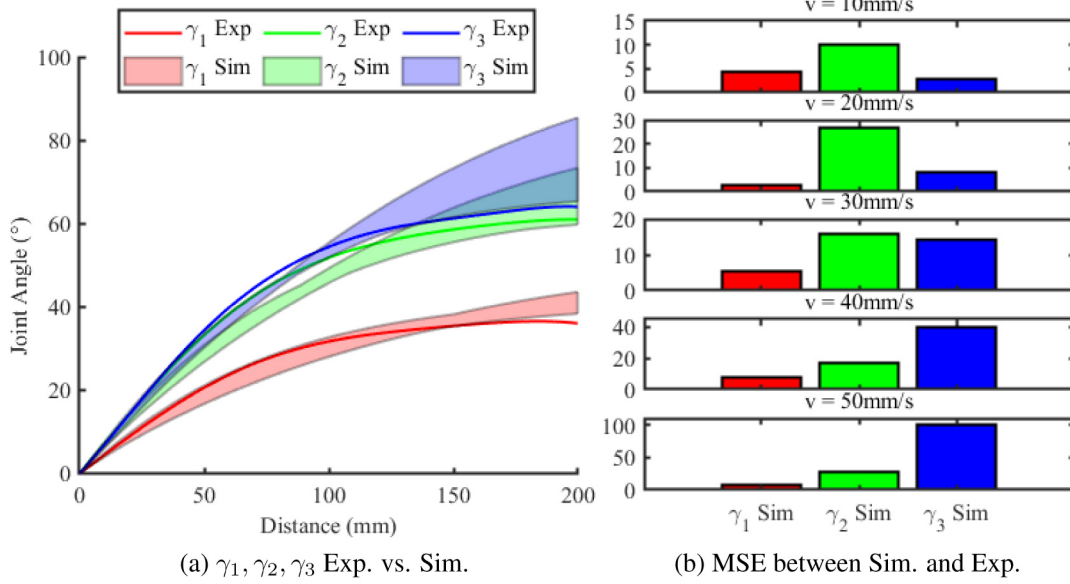 γ₁ Exp γ₂ Exp γ₃ Exp
γ₁ Sim γ₂ Sim γ₃ Sim
100
80
60
40
20
0
0 50 100 150 200
Joint Angle (°)
Distance (mm)
(a) γ₁, γ₂, γ₃ Exp. vs. Sim.
v = 10mm/s
15
10
5
0
v = 20mm/s
30
20
10
0
v = 30mm/s
20
10
0
v = 40mm/s
40
20
0
v = 50mm/s
100
50
0
γ₁ Sim γ₂ Sim γ₃ Sim
(b) MSE between Sim. and Exp.